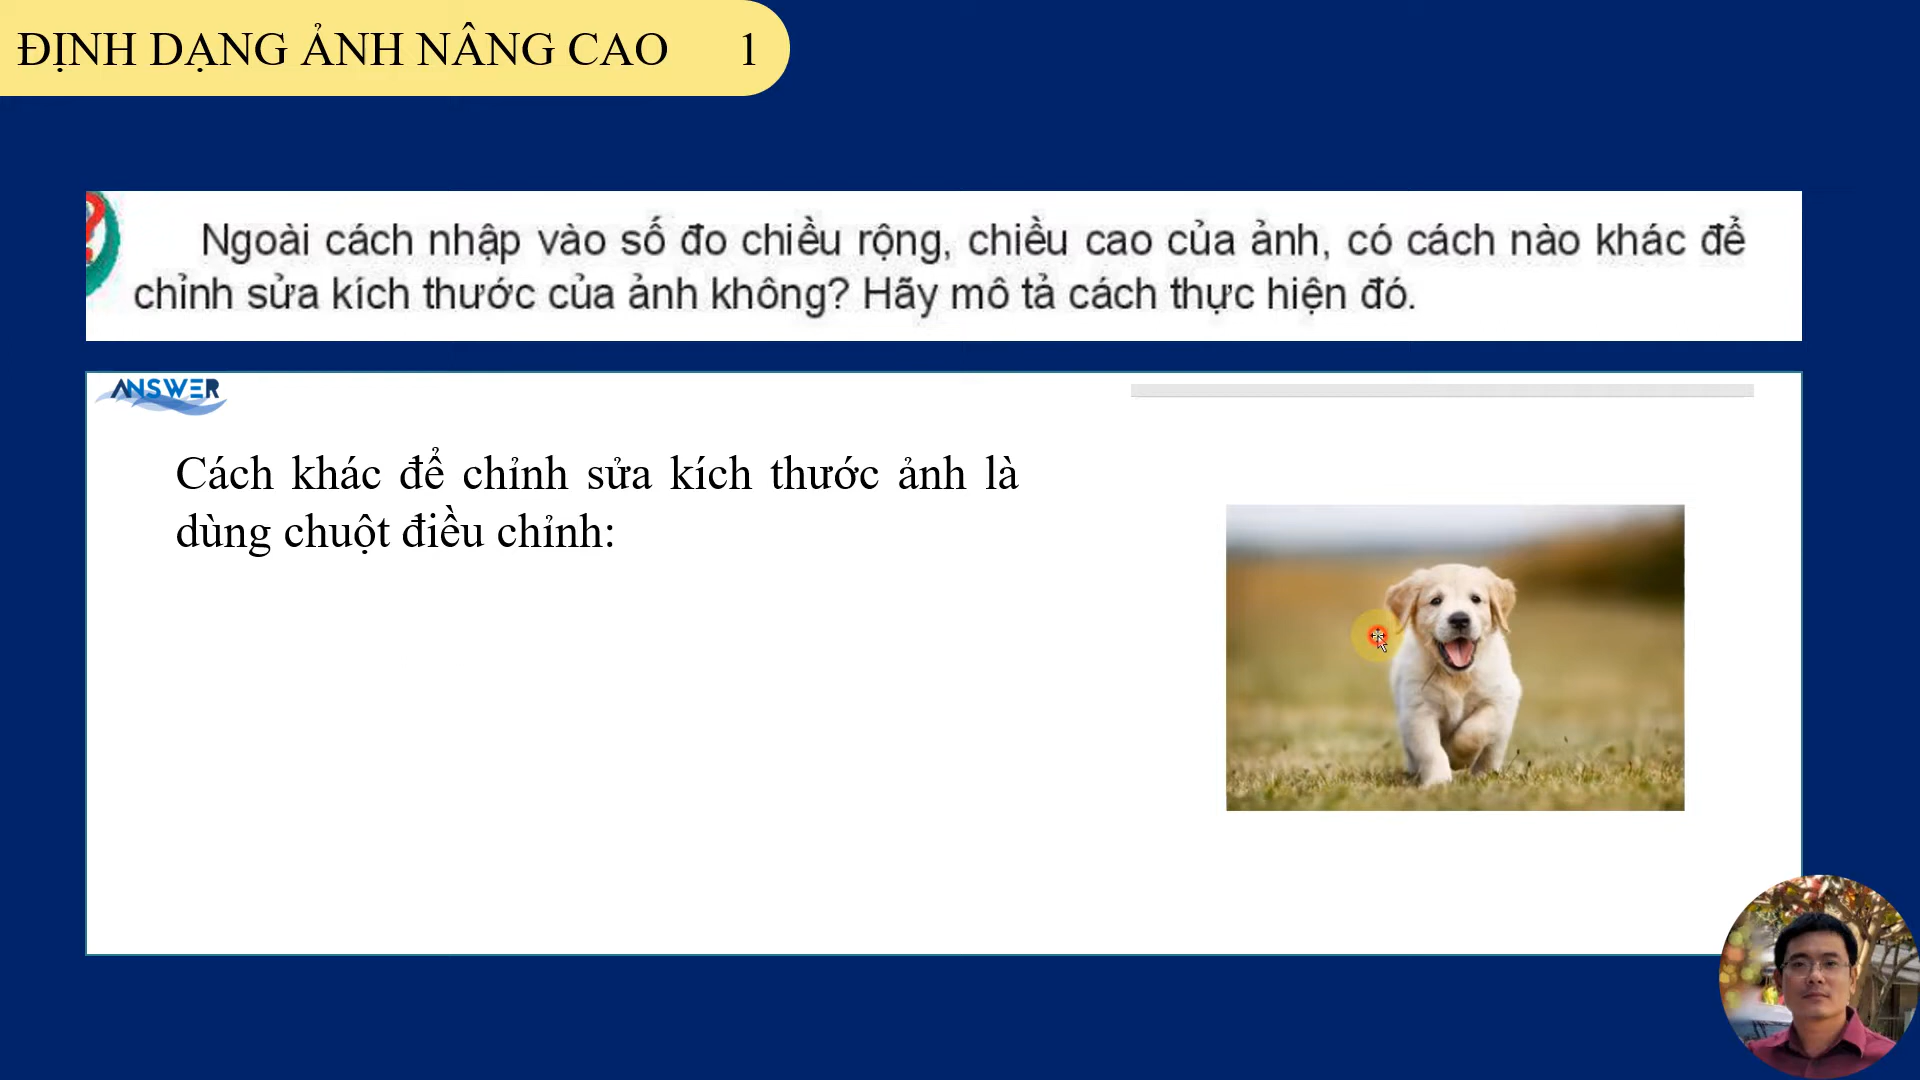 ĐỊNH DẠNG ẢNH NÂNG CAO 1
Ngoài cách nhập vào số đo chiều rộng, chiều cao của ảnh, có cách nào khác để
chỉnh sửa kích thước của ảnh không? Hãy mô tả cách thực hiện đó.
ANSWER
Cách khác để chỉnh sửa kích thước ảnh là
dùng chuột điều chỉnh: